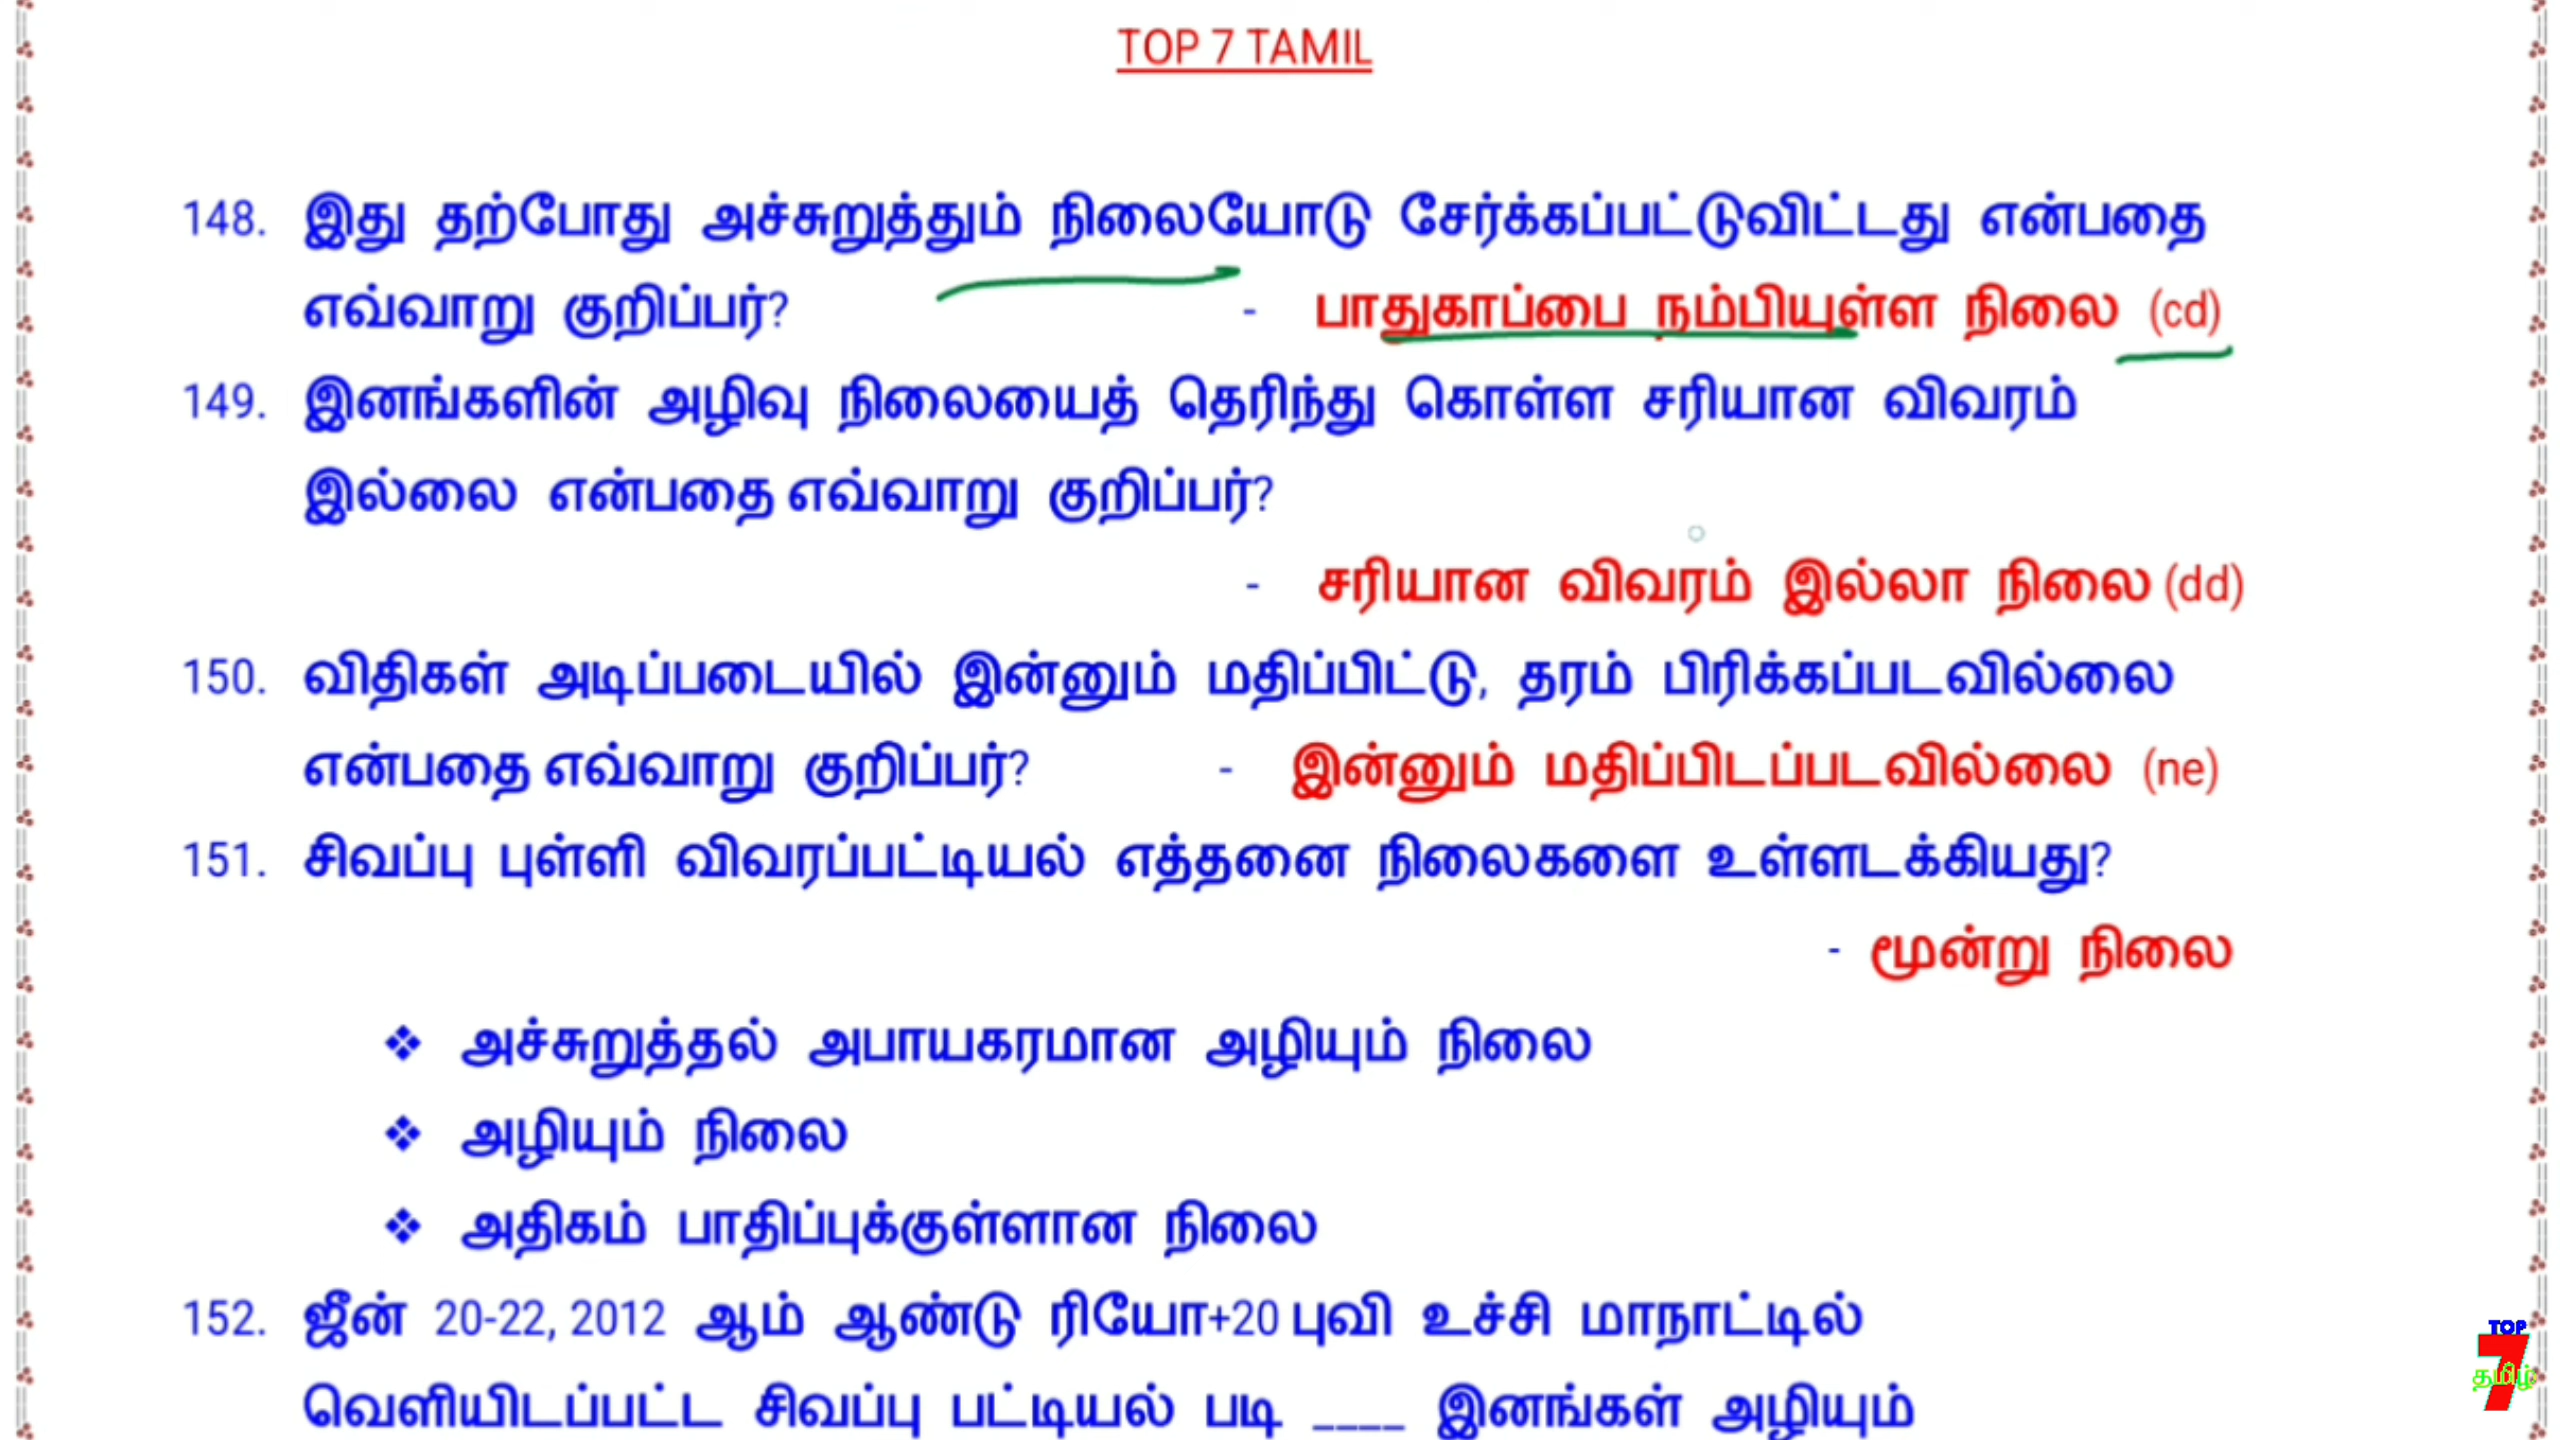 TOP 7 TAMIL
148. இது தற்போது அச்சுறுத்தும் நிலையோடு சேர்க்கப்பட்டுவிட்டது என்பதை
எவ்வாறு குறிப்பர்? - பாதுகாப்பை நம்பியுள்ள நிலை (cd)
149. இனங்களின் அழிவு நிலையைத் தெரிந்து கொள்ள சரியான விவரம்
இல்லை என்பதை எவ்வாறு குறிப்பர்?
- சரியான விவரம் இல்லா நிலை (dd)
150. விதிகள் அடிப்படையில் இன்னும் மதிப்பிட்டு, தரம் பிரிக்கப்படவில்லை
என்பதை எவ்வாறு குறிப்பர்? - இன்னும் மதிப்பிடப்படவில்லை (ne)
151. சிவப்பு புள்ளி விவரப்பட்டியல் எத்தனை நிலைகளை உள்ளடக்கியது?
- மூன்று நிலை
❖ அச்சுறுத்தல் அபாயகரமான அழியும் நிலை
❖ அழியும் நிலை
❖ அதிகம் பாதிப்புக்குள்ளான நிலை
152. ஜீன் 20-22, 2012 ஆம் ஆண்டு ரியோ+20 புவி உச்சி மாநாட்டில்
வெளியிடப்பட்ட சிவப்பு பட்டியல் படி ____ இனங்கள் அழியும்
TOP
7
தமிழ்